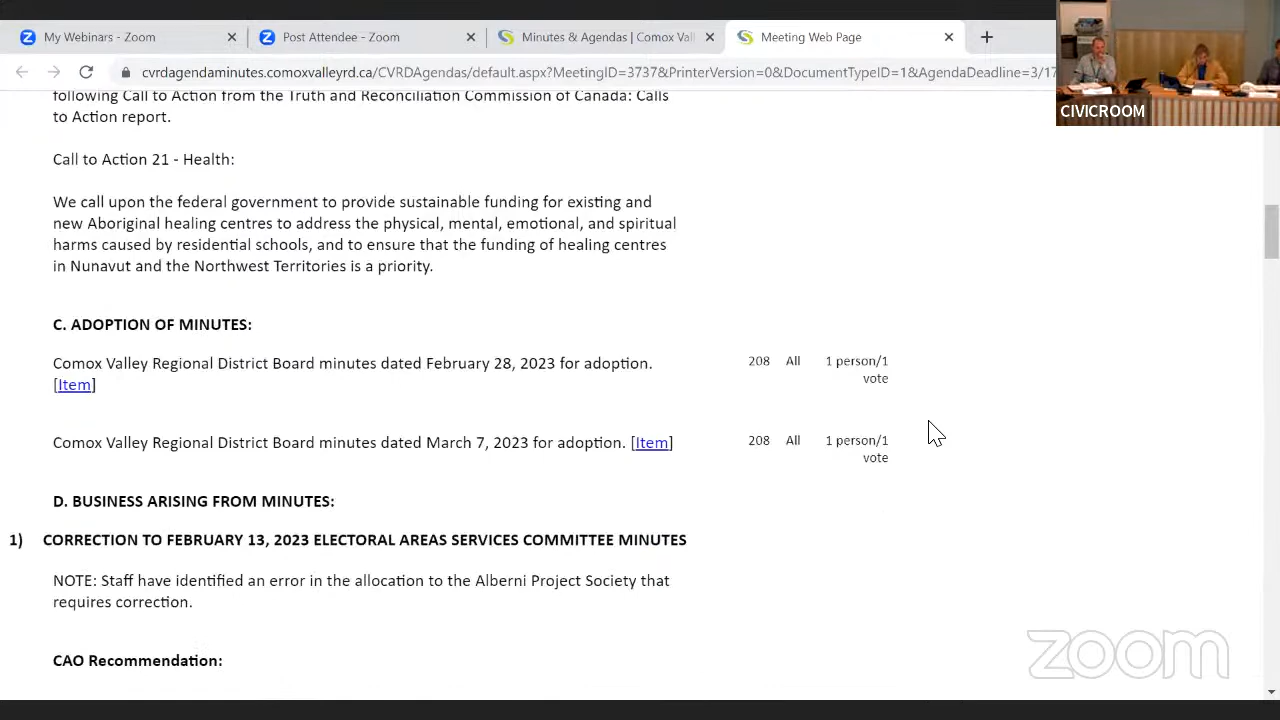 My Webinars - Zoom
Post Attendee - Zoom
Minutes & Agendas | Comox Val
Meeting Web Page
cvrdagendaminutes.comoxvalleyrd.ca/CVRDAgendas/default.aspx?MeetingID=3737&PrinterVersion=0&DocumentTypeID=1&AgendaDeadline=3/17
CIVICROOM
following Call to Action from the Truth and Reconciliation Commission of Canada: Calls
to Action report.
Call to Action 21 - Health:
We call upon the federal government to provide sustainable funding for existing and
new Aboriginal healing centres to address the physical, mental, emotional, and spiritual
harms caused by residential schools, and to ensure that the funding of healing centres
in Nunavut and the Northwest Territories is a priority.
C. ADOPTION OF MINUTES:
Comox Valley Regional District Board minutes dated February 28, 2023 for adoption.
[Item]
208 All 1 person/1
vote
Comox Valley Regional District Board minutes dated March 7, 2023 for adoption. [Item]
208 All 1 person/1
vote
D. BUSINESS ARISING FROM MINUTES:
1) CORRECTION TO FEBRUARY 13, 2023 ELECTORAL AREAS SERVICES COMMITTEE MINUTES
NOTE: Staff have identified an error in the allocation to the Alberni Project Society that
requires correction.
CAO Recommendation:
zoom